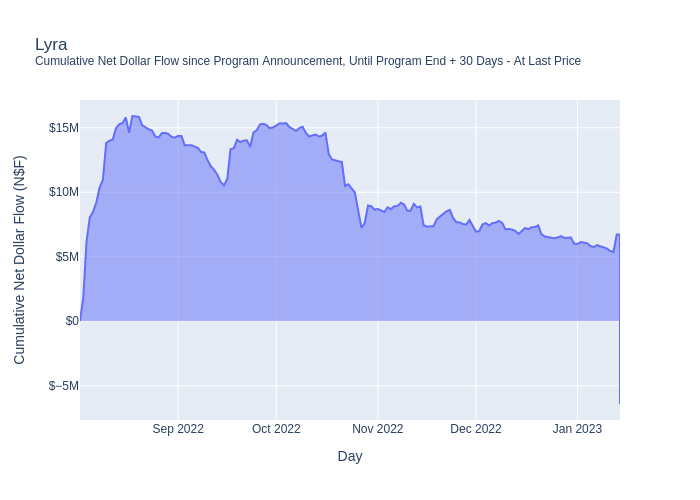 Lyra
Cumulative Net Dollar Flow since Program Announcement, Until Program End + 30 Days - At Last Price
Cumulative Net Dollar Flow (N$F)
$15M
$10M
$5M
$0
$−5M
Sep 2022
Oct 2022
Nov 2022
Dec 2022
Jan 2023
Day